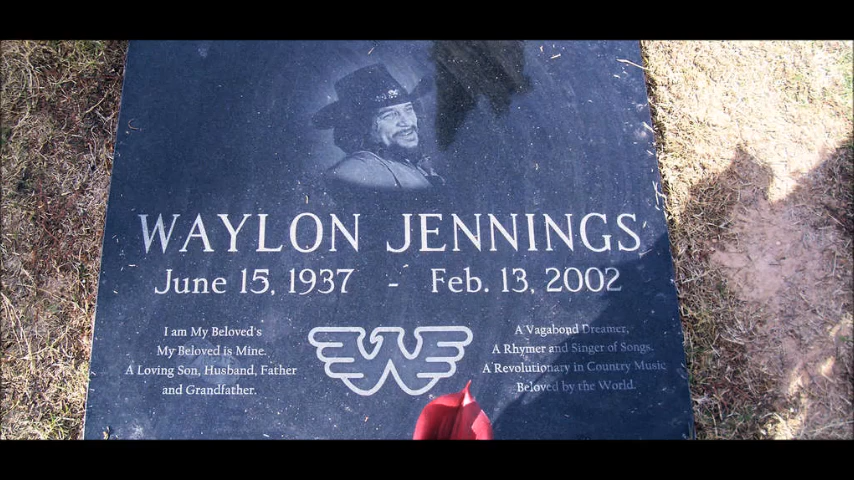 WAYLON JENNINGS
June 15, 1937 - Feb. 13, 2002
I am My Beloved's
My Beloved is Mine.
A Loving Son, Husband, Father
and Grandfather.
A Vagabond Dreamer,
A Rhymer and Singer of Songs.
A Revolutionary in Country Music
Beloved by the World.